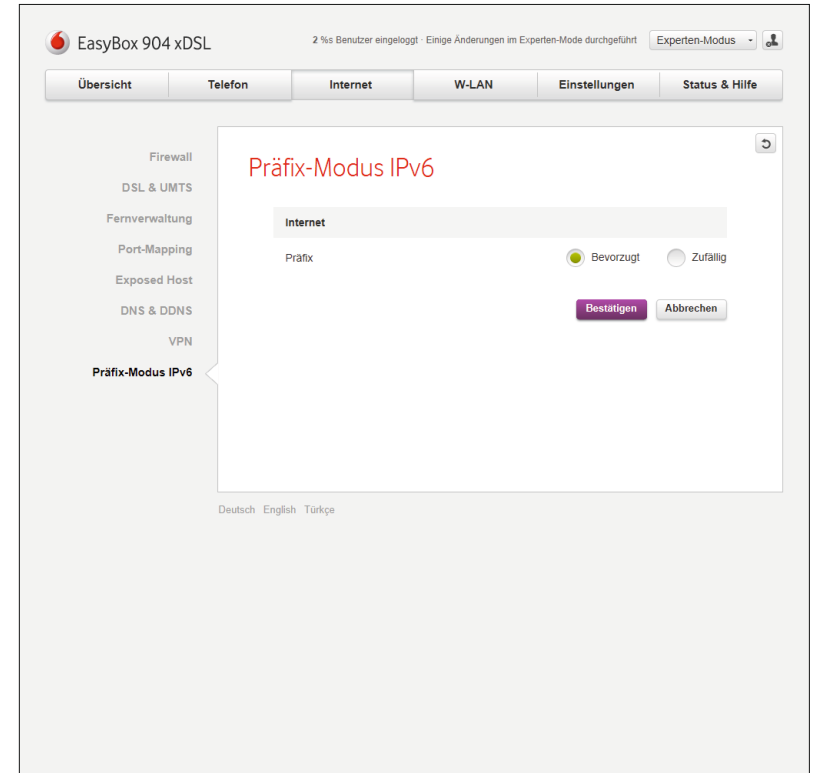 EasyBox 904 xDSL
2 %s Benutzer eingeloggt · Einige Änderungen im Experten-Mode durchgeführt
Experten-Modus
Übersicht Telefon Internet W-LAN Einstellungen Status & Hilfe
Firewall
DSL & UMTS
Fernverwaltung
Port-Mapping
Exposed Host
DNS & DDNS
VPN
Präfix-Modus IPv6
Präfix-Modus IPv6
Internet
Präfix Bevorzugt Zufällig
Bestätigen Abbrechen
Deutsch English Türkçe